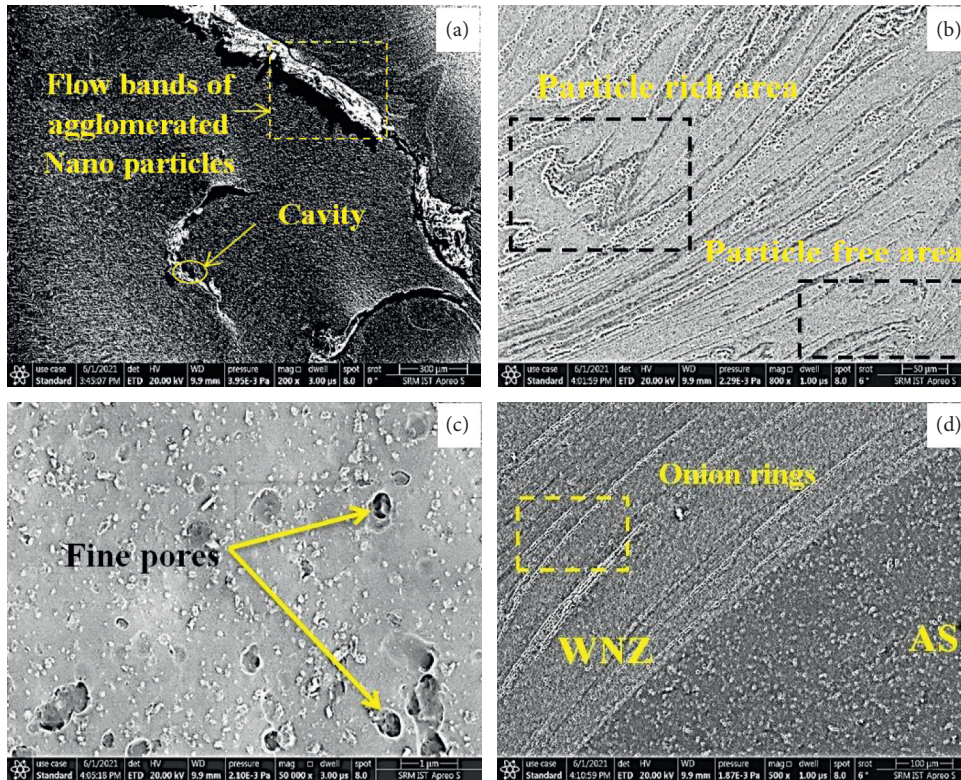 (a)
Flow bands of
agglomerated
Nano particles
Cavity
use case 6/1/2021 det HV WD pressure mag □ dwell spot srot 300 µm
Standard 3:45:07 PM ETD 20.00 kV 9.9 mm 3.95E-3 Pa 200 x 3.00 µs 8.0 0 ° SRM IST Apreo S
(b)
Particle rich area
Particle free area
use case 6/1/2021 det HV WD pressure mag □ dwell spot srot 50 µm
Standard 4:01:59 PM ETD 20.00 kV 9.9 mm 2.29E-3 Pa 800 x 1.00 µs 8.0 6 ° SRM IST Apreo S
(c)
Fine pores
use case 6/1/2021 det HV WD pressure mag □ dwell spot 1 µm
Standard 4:05:18 PM ETD 20.00 kV 9.9 mm 2.10E-3 Pa 50 000 x 3.00 µs 8.0 SRM IST Apreo S
(d)
Onion rings
WNZ
AS
use case 6/1/2021 det HV WD pressure mag □ dwell spot srot 100 µm
Standard 4:10:59 PM ETD 20.00 kV 9.9 mm 1.87E-3 Pa 500 x 1.00 µs 8.0 6 ° SRM IST Apreo S